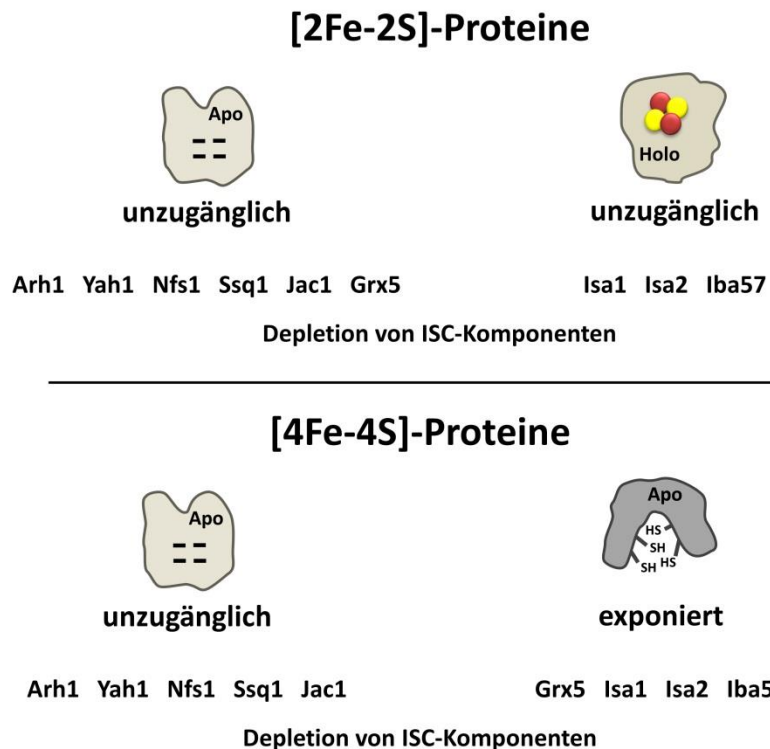 [2Fe-2S]-Proteine
Apo
Holo
unzugänglich unzugänglich
Arh1 Yah1 Nfs1 Ssq1 Jac1 Grx5 Isa1 Isa2 Iba57
Depletion von ISC-Komponenten
[4Fe-4S]-Proteine
Apo
Apo
HS
SH
HS
SH
unzugänglich exponiert
Arh1 Yah1 Nfs1 Ssq1 Jac1 Grx5 Isa1 Isa2 Iba5
Depletion von ISC-Komponenten